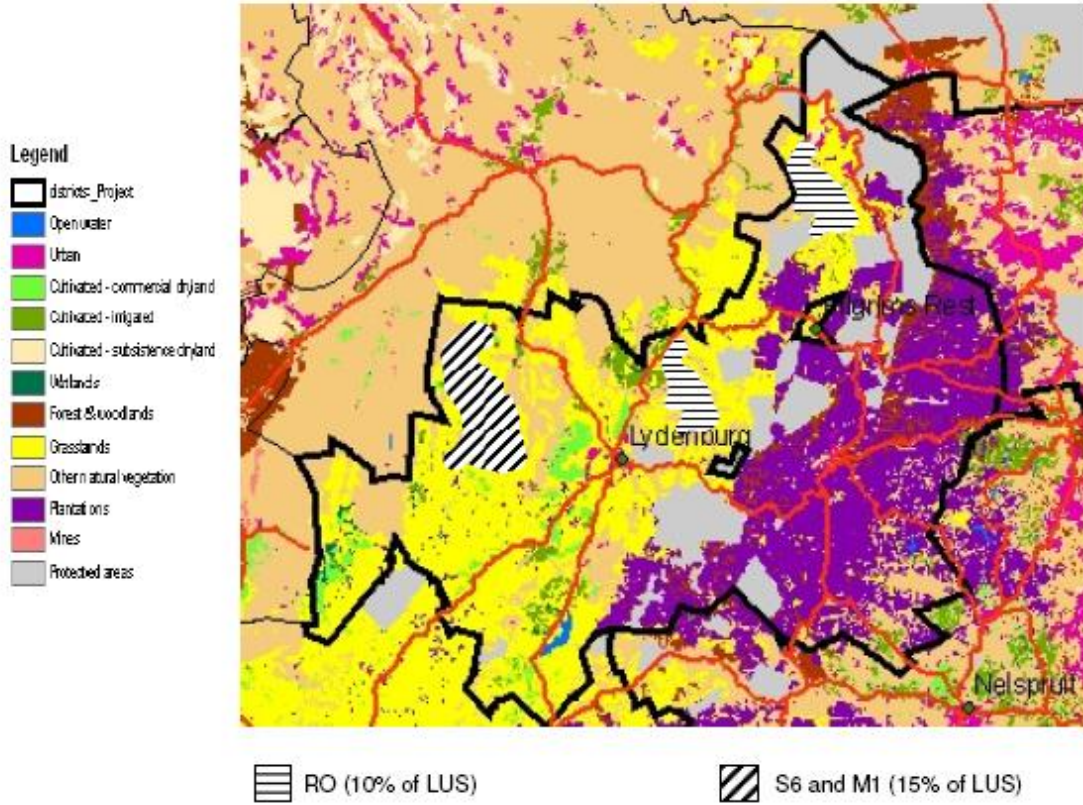 Legend
districts_Projekt
Open water
Urban
Cultivated - commercial dryland
Cultivated - irrigated
Cultivated - subsistence dryland
Wetlands
Forest & woodlands
Grasslands
Other natural vegetation
Plantations
Mines
Protected areas
Pilgrims Rest
Lydenburg
Nelspruit
RO (10% of LUS)
S6 and M1 (15% of LUS)